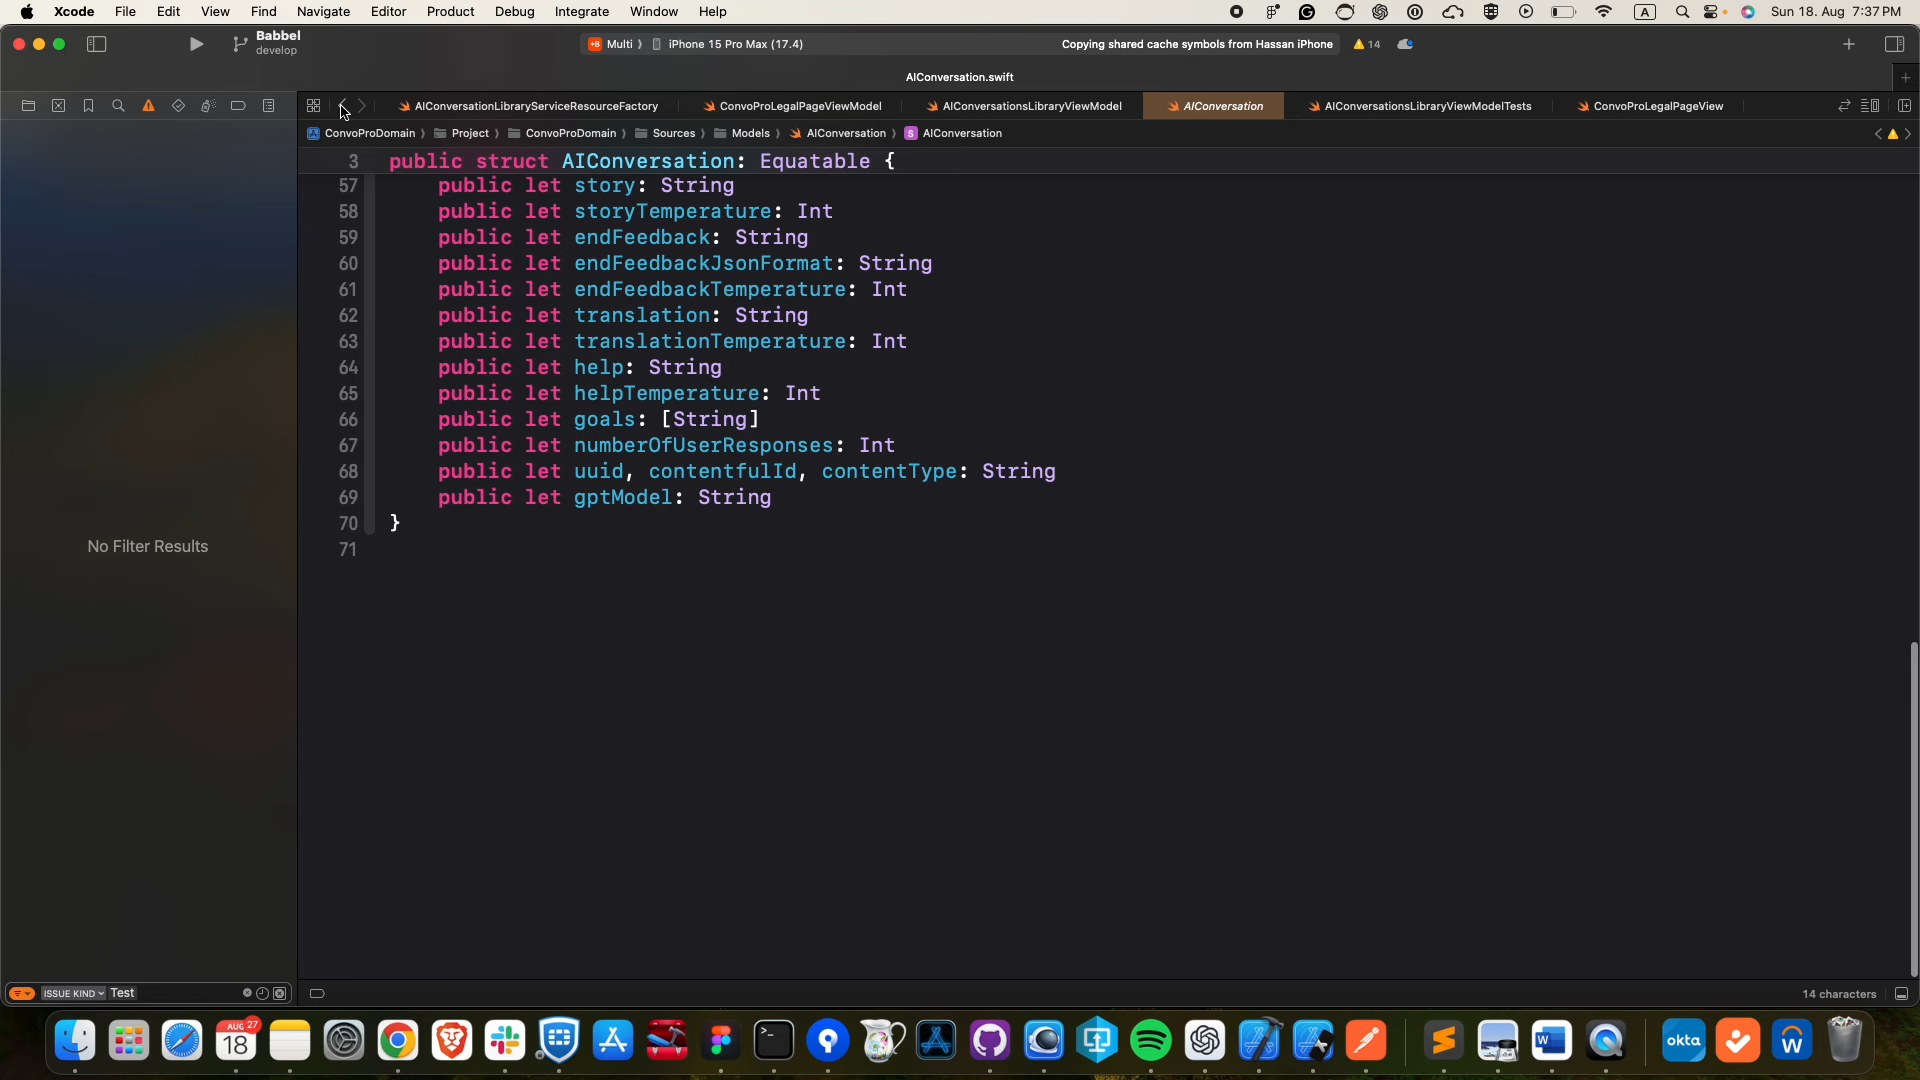 Xcode File Edit View Find Navigate Editor Product Debug Integrate Window Help A Sun 18. Aug 7:37 PM
Babbel
develop
Multi iPhone 15 Pro Max (17.4) Copying shared cache symbols from Hassan iPhone 14
AIConversation.swift
AIConversationLibraryServiceResourceFactory ConvoProLegalPageViewModel AIConversationsLibraryViewModel AIConversation AIConversationsLibraryViewModelTests ConvoProLegalPageView
ConvoProDomain Project ConvoProDomain Sources Models AIConversation S AIConversation
3 public struct AIConversation: Equatable {
57 public let story: String
58 public let storyTemperature: Int
59 public let endFeedback: String
60 public let endFeedbackJsonFormat: String
61 public let endFeedbackTemperature: Int
62 public let translation: String
63 public let translationTemperature: Int
64 public let help: String
65 public let helpTemperature: Int
66 public let goals: [String]
67 public let numberOfUserResponses: Int
68 public let uuid, contentfulId, contentType: String
69 public let gptModel: String
70 }
71
No Filter Results
ISSUE KIND Test
14 characters
AUG 27
18
okta